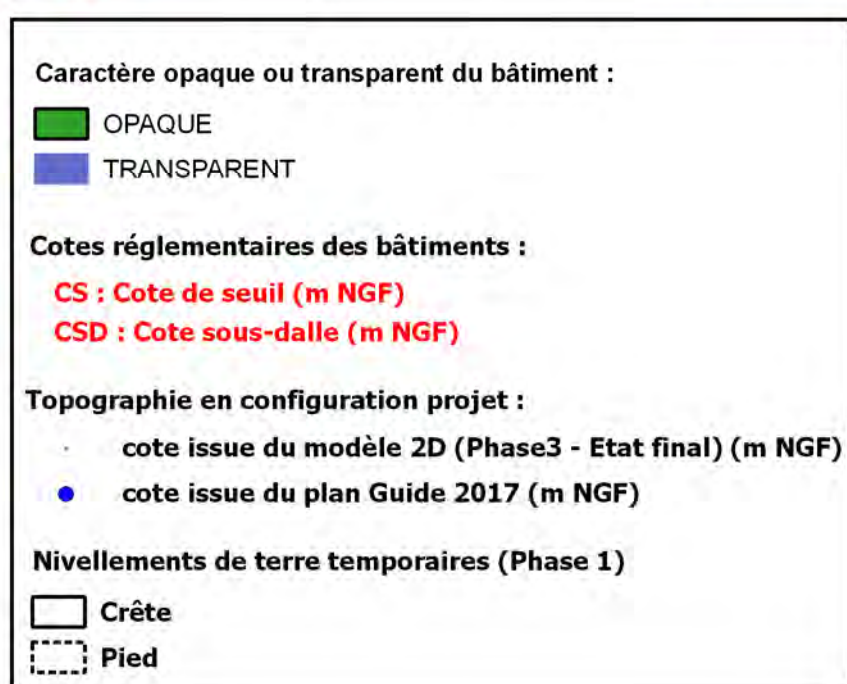 Caractère opaque ou transparent du bâtiment :
OPAQUE
TRANSPARENT
Cotes réglementaires des bâtiments :
CS : Cote de seuil (m NGF)
CSD : Cote sous-dalle (m NGF)
Topographie en configuration projet :
cote issue du modèle 2D (Phase3 - Etat final) (m NGF)
cote issue du plan Guide 2017 (m NGF)
Nivellements de terre temporaires (Phase 1)
Crête
Pied